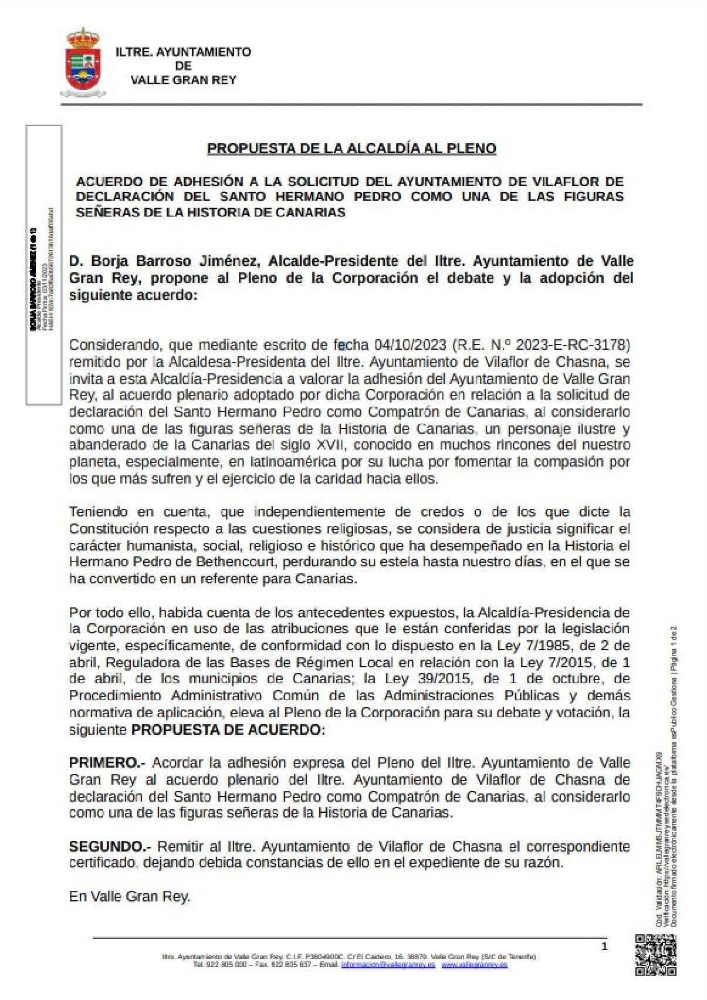 ILTRE. AYUNTAMIENTO
DE
VALLE GRAN REY
PROPUESTA DE LA ALCALDÍA AL PLENO
ACUERDO DE ADHESIÓN A LA SOLICITUD DEL AYUNTAMIENTO DE VILAFLOR DE
DECLARACIÓN DEL SANTO HERMANO PEDRO COMO UNA DE LAS FIGURAS
SEÑERAS DE LA HISTORIA DE CANARIAS
BORJA BARROSO JIMÉNEZ (1 de 1)
Alcalde Presidente
Fecha Firma: 03/11/2023
HASH:
D. Borja Barroso Jiménez, Alcalde-Presidente del Iltre. Ayuntamiento de Valle
Gran Rey, propone al Pleno de la Corporación el debate y la adopción del
siguiente acuerdo:
Considerando, que mediante escrito de fecha 04/10/2023 (R.E. N.º 2023-E-RC-3178)
remitido por la Alcaldesa-Presidenta del Iltre. Ayuntamiento de Vilaflor de Chasna, se
invita a esta Alcaldía-Presidencia a valorar la adhesión del Ayuntamiento de Valle Gran
Rey, al acuerdo plenario adoptado por dicha Corporación en relación a la solicitud de
declaración del Santo Hermano Pedro como Compatrón de Canarias, al considerarlo
como una de las figuras señeras de la Historia de Canarias, un personaje ilustre y
abanderado de la Canarias del siglo XVII, conocido en muchos rincones del nuestro
planeta, especialmente, en latinoamérica por su lucha por fomentar la compasión por
los que más sufren y el ejercicio de la caridad hacia ellos.
Teniendo en cuenta, que independientemente de credos o de los que dicte la
Constitución respecto a las cuestiones religiosas, se considera de justicia significar el
carácter humanista, social, religioso e histórico que ha desempeñado en la Historia el
Hermano Pedro de Bethencourt, perdurando su estela hasta nuestro días, en el que se
ha convertido en un referente para Canarias.
Por todo ello, habida cuenta de los antecedentes expuestos, la Alcaldía-Presidencia de
la Corporación en uso de las atribuciones que le están conferidas por la legislación
vigente, específicamente, de conformidad con lo dispuesto en la Ley 7/1985, de 2 de
abril, Reguladora de las Bases de Régimen Local en relación con la Ley 7/2015, de 1
de abril, de los municipios de Canarias; la Ley 39/2015, de 1 de octubre, de
Procedimiento Administrativo Común de las Administraciones Públicas y demás
normativa de aplicación, eleva al Pleno de la Corporación para su debate y votación, la
siguiente PROPUESTA DE ACUERDO:
PRIMERO.- Acordar la adhesión expresa del Pleno del Iltre. Ayuntamiento de Valle
Gran Rey al acuerdo plenario del Iltre. Ayuntamiento de Vilaflor de Chasna de
declaración del Santo Hermano Pedro como Compatrón de Canarias, al considerarlo
como una de las figuras señeras de la Historia de Canarias.
SEGUNDO.- Remitir al Iltre. Ayuntamiento de Vilaflor de Chasna el correspondiente
certificado, dejando debida constancias de ello en el expediente de su razón.
En Valle Gran Rey.
Cód. Validación:
Verificación: https://vallegranrey.sedelectronica.es/
Documento firmado electrónicamente desde la plataforma esPublico Gestiona | Página 1 de 2
1
Iltre. Ayuntamiento de Valle Gran Rey. C.I.F. P3804900C. C/ El Caidero, 16. 38870. Valle Gran Rey (S/C de Tenerife)
Tel. 922 805 000 – Fax. 922 805 637 – Email. informacion@vallegranrey.es www.vallegranrey.es